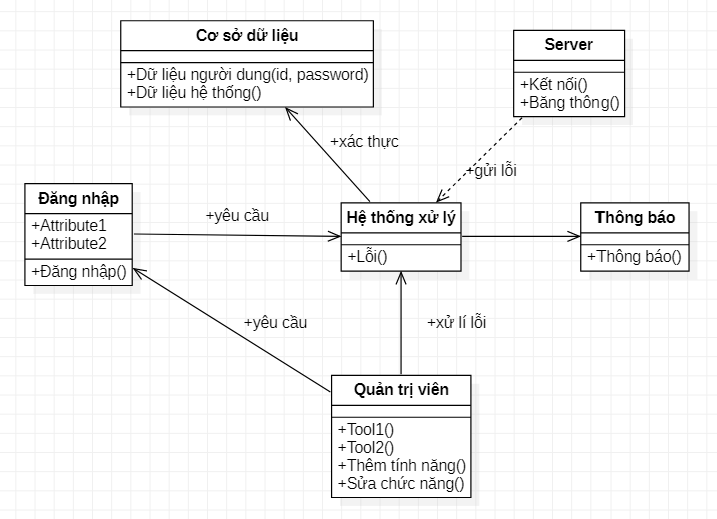 Cơ sở dữ liệu
+Dữ liệu người dung(id, password)
+Dữ liệu hệ thống()
Server
+Kết nối()
+Băng thông()
+xác thực
+gửi lỗi
Đăng nhập
+Attribute1
+Attribute2
+Đăng nhập()
+yêu cầu
Hệ thống xử lý
+Lỗi()
Thông báo
+Thông báo()
+yêu cầu
+xử lí lỗi
Quản trị viên
+Tool1()
+Tool2()
+Thêm tính năng()
+Sửa chức năng()